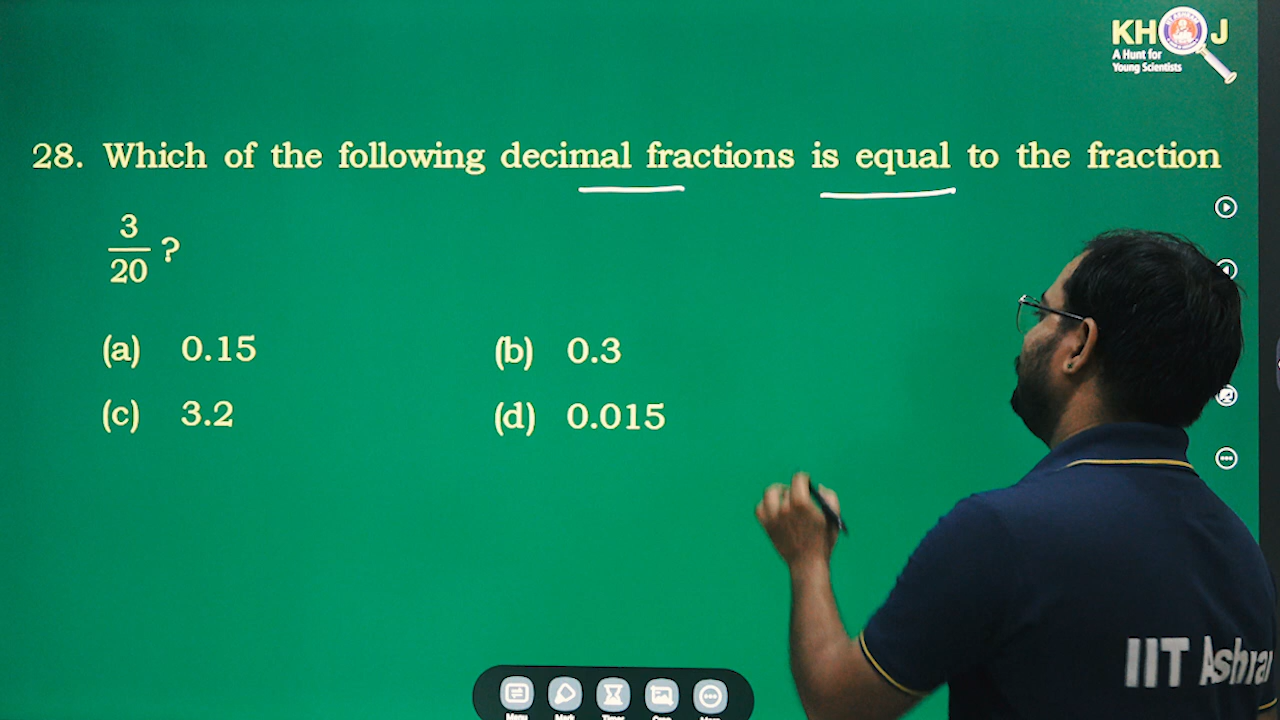 KHOJ
A Hunt for
Young Scientists
28. Which of the following decimal fractions is equal to the fraction
3
20 ?
(a) 0.15 (b) 0.3
(c) 3.2 (d) 0.015
IIT Ashra
Menu